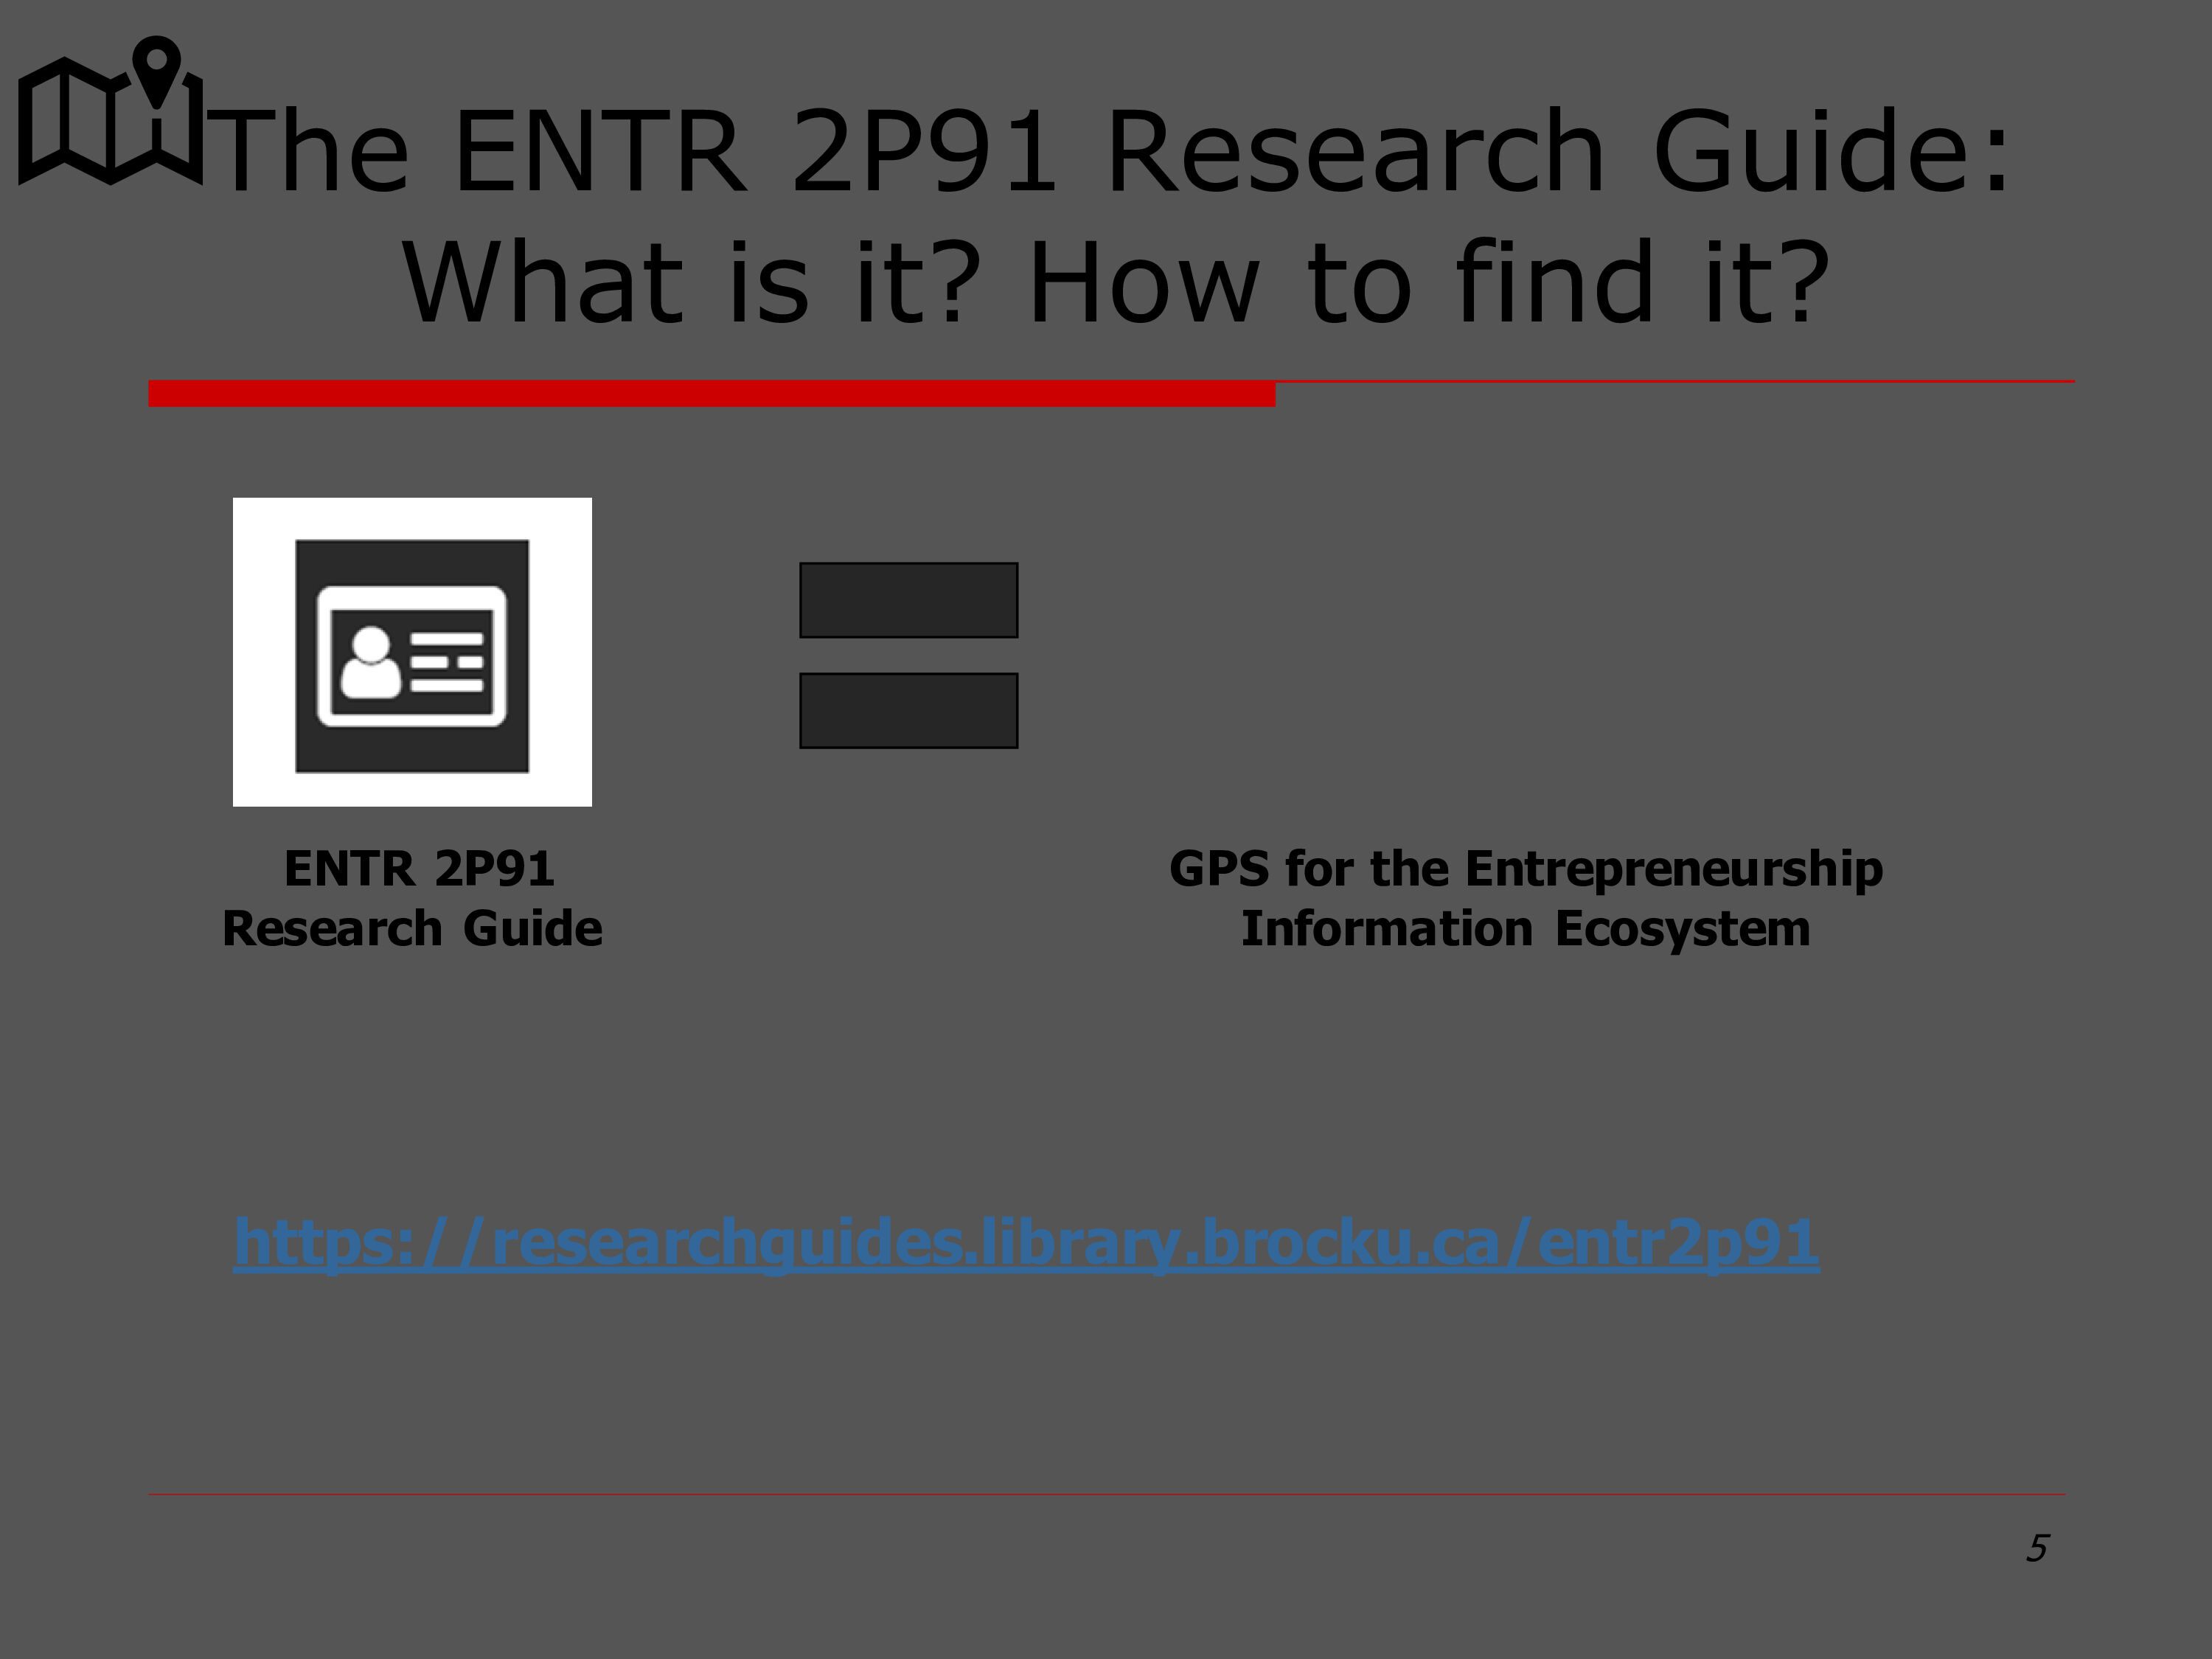 The ENTR 2P91 Research Guide:
What is it? How to find it?
ENTR 2P91
Research Guide
GPS for the Entrepreneurship
Information Ecosystem
https://researchguides.library.brocku.ca/entr2p91
5